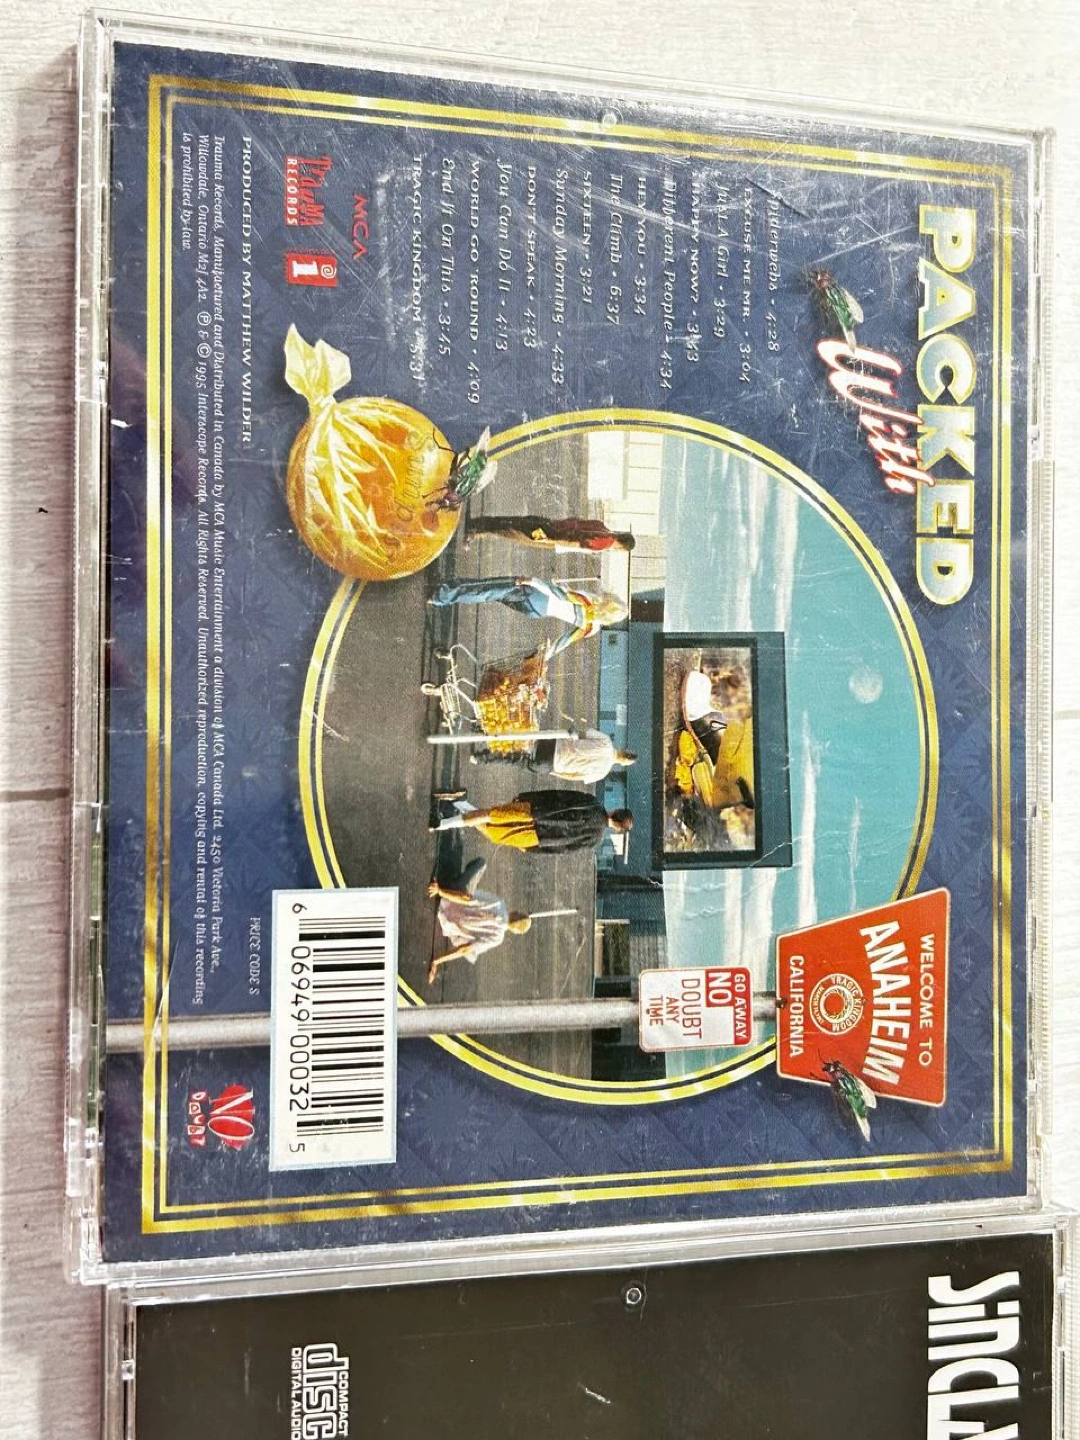 PACKED
With
Spiderwebs • 4:28
EXCUSE ME MR. • 3:04
Just A Girl • 3:29
HAPPY NOW? • 3:43
Different People • 4:34
HEY YOU • 3:34
The Climb • 6:37
SIXTEEN • 3:21
Sunday Morning • 4:33
DON'T SPEAK • 4:23
You Can Do It • 4:13
WORLD GO 'ROUND • 4:09
End It On This • 3:45
TRAGIC KINGDOM • 5:31
MCA
Trauma
RECORDS
PRODUCED BY MATTHEW WILDER
Trauma Records. Manufactured and Distributed in Canada by MCA Music Entertainment a division of MCA Canada Ltd. 2450 Victoria Park Ave.,
Willowdale, Ontario M2J 4A2. ℗ & © 1995 Interscope Records. All Rights Reserved. Unauthorized reproduction, copying and rental of this recording
is prohibited by law.
WELCOME TO
ANAHEIM
TRAGIC KINGDOM
CALIFORNIA
GO AWAY
NO
DOUBT
ANY
TIME
PRICE CODE S
6 06949 00032 5
NO
DOUBT
SINCLA
COMPACT
disc
DIGITAL AUDIO